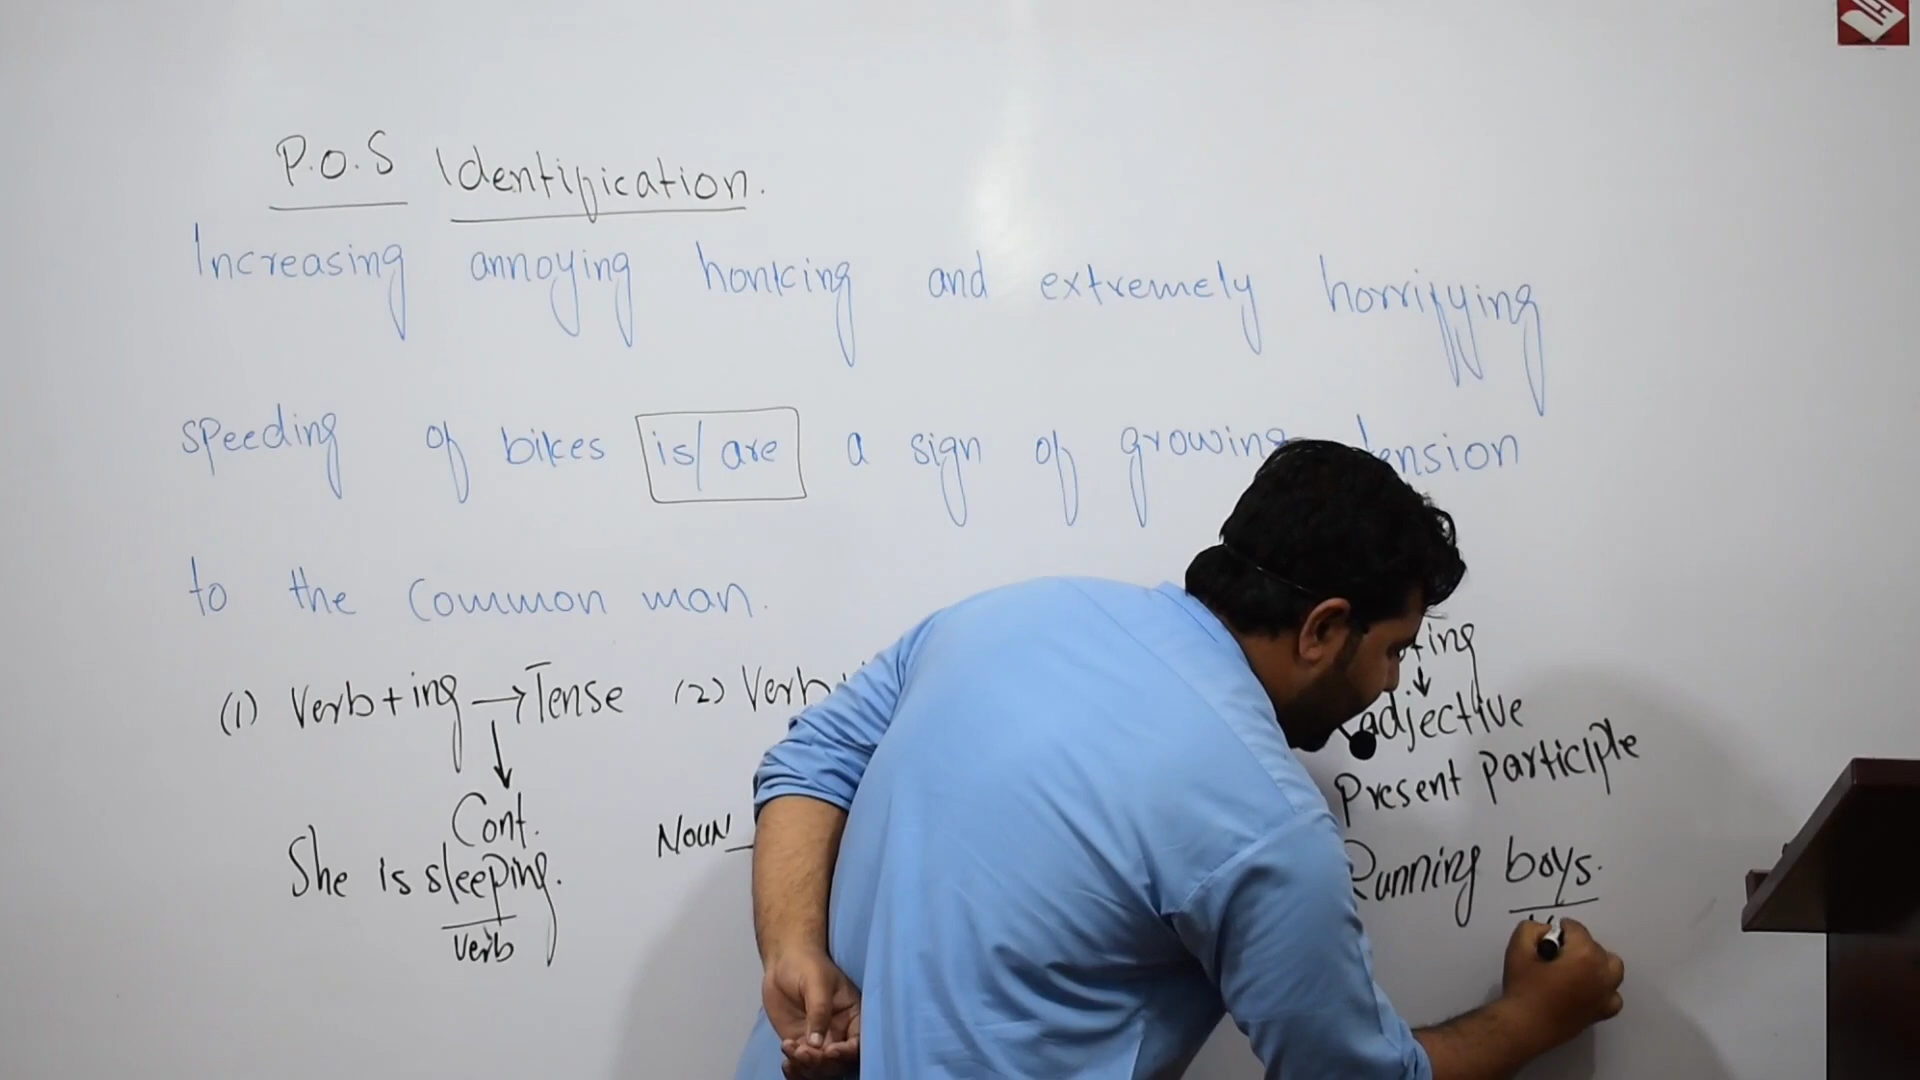 P.O.S Identification.
Increasing annoying honking and extremely horrifying
speeding of bikes is/are a sign of growing tension
to the common man.
(1) Verb+ing → Tense (2) Verb
+ing
↓ ↓
adjective
Cont. Present participle
Noun
She is sleeping. Running boys.
verb